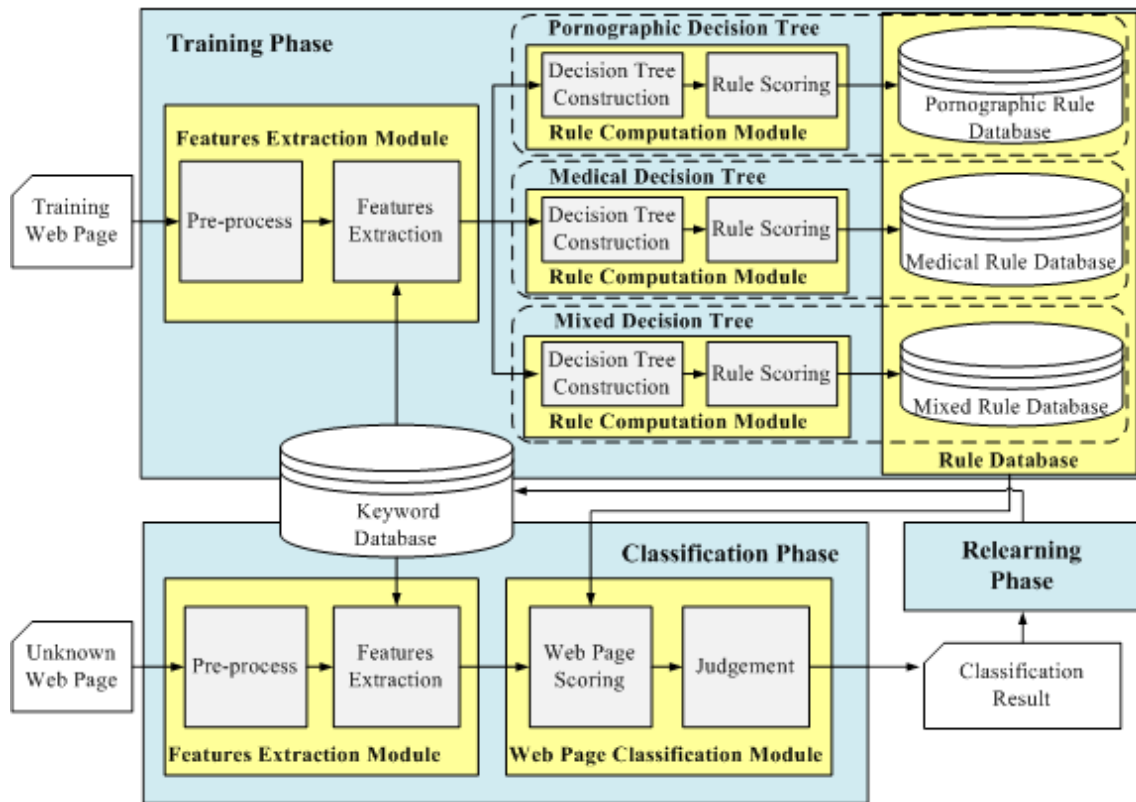 Training Phase
Pornographic Decision Tree
Decision Tree
Construction
Rule Scoring
Rule Computation Module
Pornographic Rule
Database
Features Extraction Module
Training
Web Page
Pre-process
Features
Extraction
Medical Decision Tree
Decision Tree
Construction
Rule Scoring
Rule Computation Module
Medical Rule Database
Mixed Decision Tree
Decision Tree
Construction
Rule Scoring
Rule Computation Module
Mixed Rule Database
Rule Database
Keyword
Database
Classification Phase
Relearning
Phase
Unknown
Web Page
Pre-process
Features
Extraction
Features Extraction Module
Web Page
Scoring
Judgement
Web Page Classification Module
Classification
Result